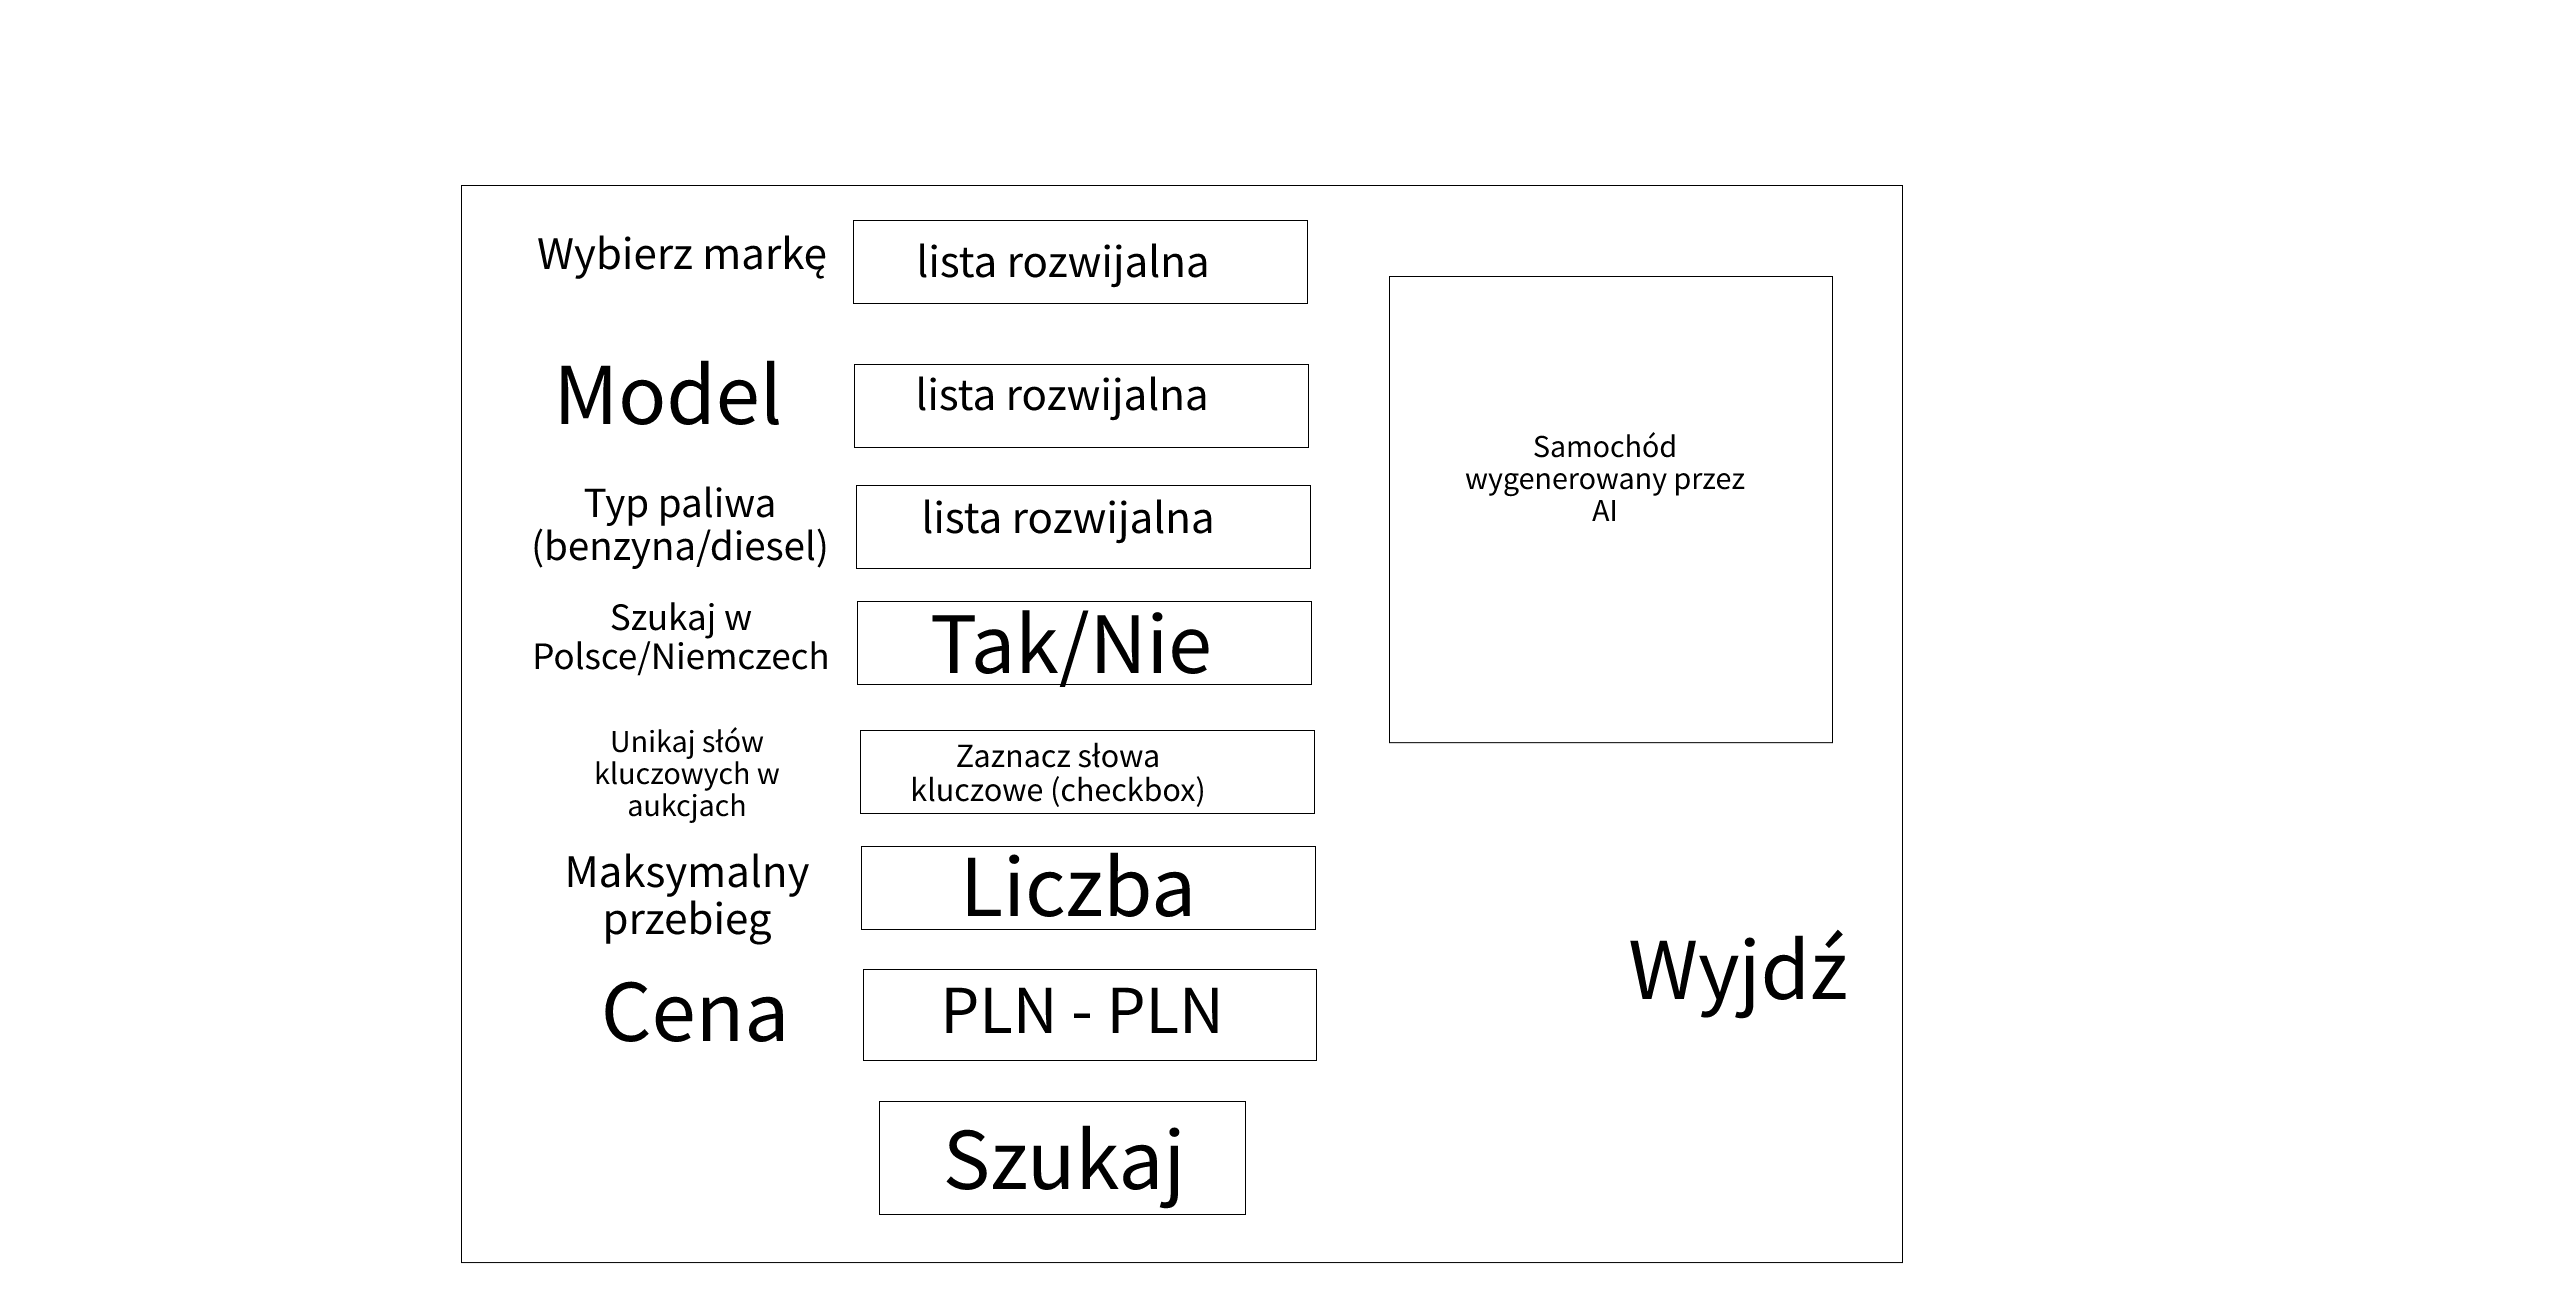 Wybierz markę
lista rozwijalna
Model
lista rozwijalna
Typ paliwa
(benzyna/diesel)
lista rozwijalna
Szukaj w
Polsce/Niemczech
Tak/Nie
Unikaj słów
kluczowych w
aukcjach
Zaznacz słowa
kluczowe (checkbox)
Maksymalny
przebieg
Liczba
Cena
PLN - PLN
Szukaj
Samochód
wygenerowany przez
AI
Wyjdź